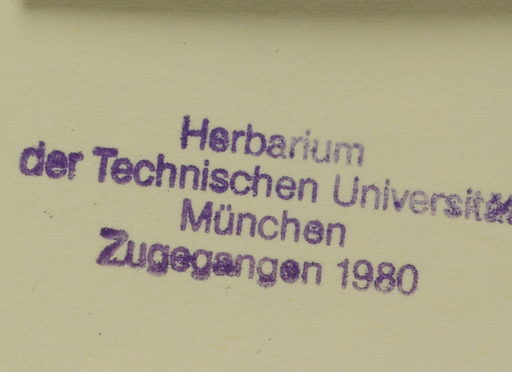 Herbarium
der Technischen Universität
München
Zugegangen 1980